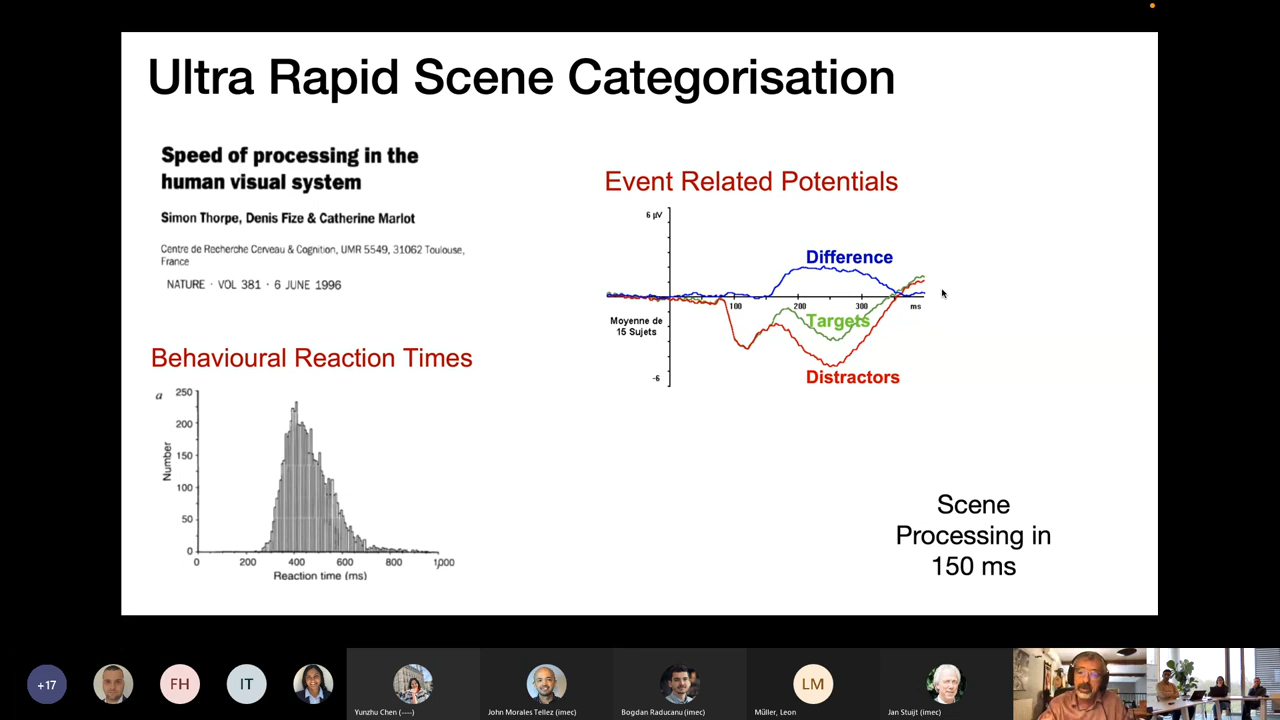 Ultra Rapid Scene Categorisation
Speed of processing in the
human visual system
Simon Thorpe, Denis Fize & Catherine Marlot
Centre de Recherche Cerveau & Cognition, UMR 5549, 31062 Toulouse,
France
NATURE · VOL 381 · 6 JUNE 1996
Event Related Potentials
6 µV
Difference
100
200
300
ms
Moyenne de
15 Sujets
Targets
-6
Distractors
Behavioural Reaction Times
a
250
200
150
100
50
0
Number
0
200
400
600
800
1,000
Reaction time (ms)
Scene
Processing in
150 ms
+17
FH
IT
LM
Yunzhu Chen (----)
John Morales Tellez (imec)
Bogdan Raducanu (imec)
Müller, Leon
Jan Stuijt (imec)